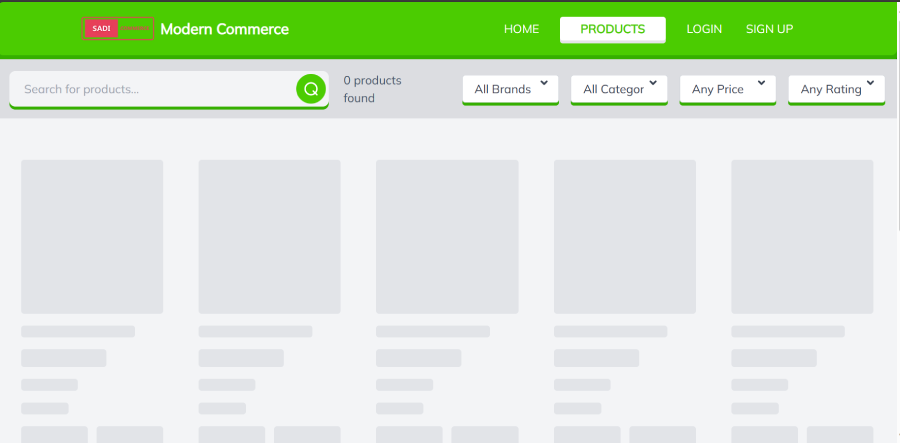 SADI COMMERCE Modern Commerce
HOME PRODUCTS LOGIN SIGN UP
Search for products...
0 products
found
All Brands All Categor Any Price Any Rating